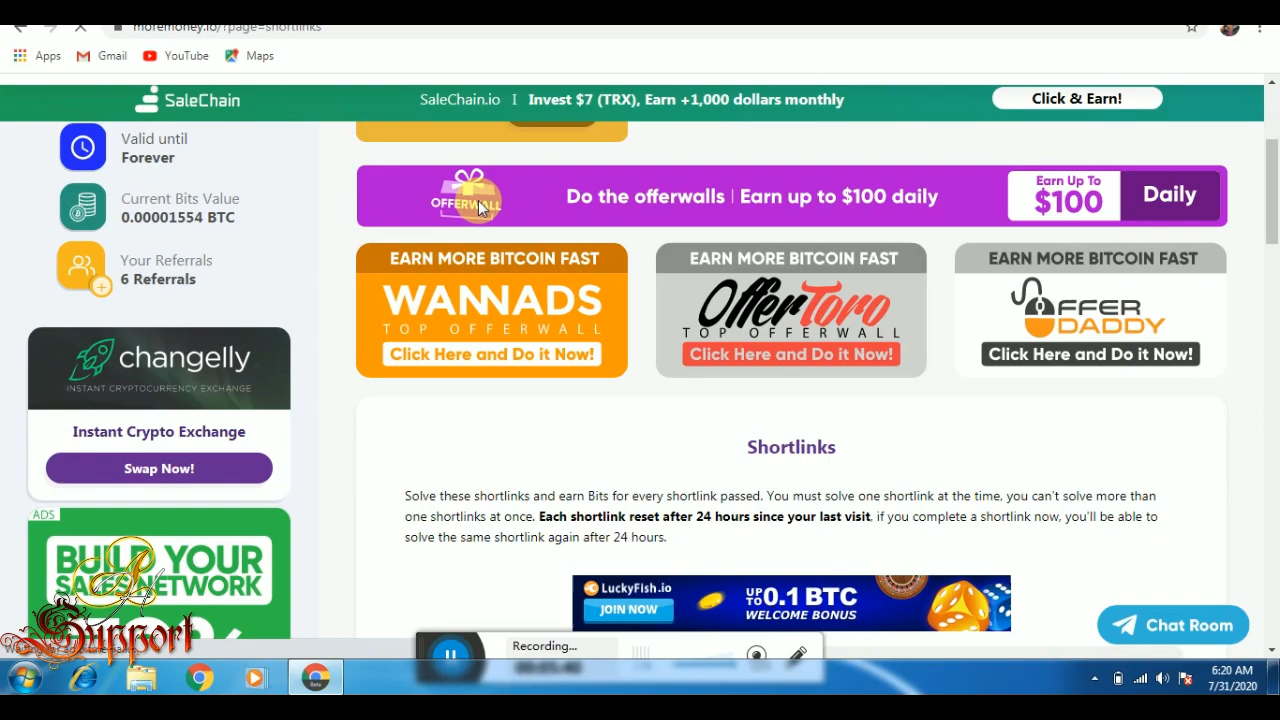 moremoney.io/?page=shortlinks
Apps
Gmail
YouTube
Maps
SaleChain
SaleChain.io | Invest $7 (TRX), Earn +1,000 dollars monthly
Click & Earn!
Valid until
Forever
Current Bits Value
0.00001554 BTC
Your Referrals
6 Referrals
OFFERWALL
Do the offerwalls | Earn up to $100 daily
Earn Up To
$100
Daily
EARN MORE BITCOIN FAST
WANNADS
TOP OFFERWALL
Click Here and Do it Now!
EARN MORE BITCOIN FAST
OfferToro
TOP OFFERWALL
Click Here and Do it Now!
EARN MORE BITCOIN FAST
OFFER
DADDY
Click Here and Do it Now!
changelly
INSTANT CRYPTOCURRENCY EXCHANGE
Instant Crypto Exchange
Swap Now!
Shortlinks
Solve these shortlinks and earn Bits for every shortlink passed. You must solve one shortlink at the time, you can't solve more than
one shortlinks at once. Each shortlink reset after 24 hours since your last visit, if you complete a shortlink now, you'll be able to
solve the same shortlink again after 24 hours.
ADS
BUILD YOUR
SALES NETWORK
LuckyFish.io
JOIN NOW
UP TO 0.1 BTC
WELCOME BONUS
Support
Chat Room
Recording...
6:20 AM
7/31/2020